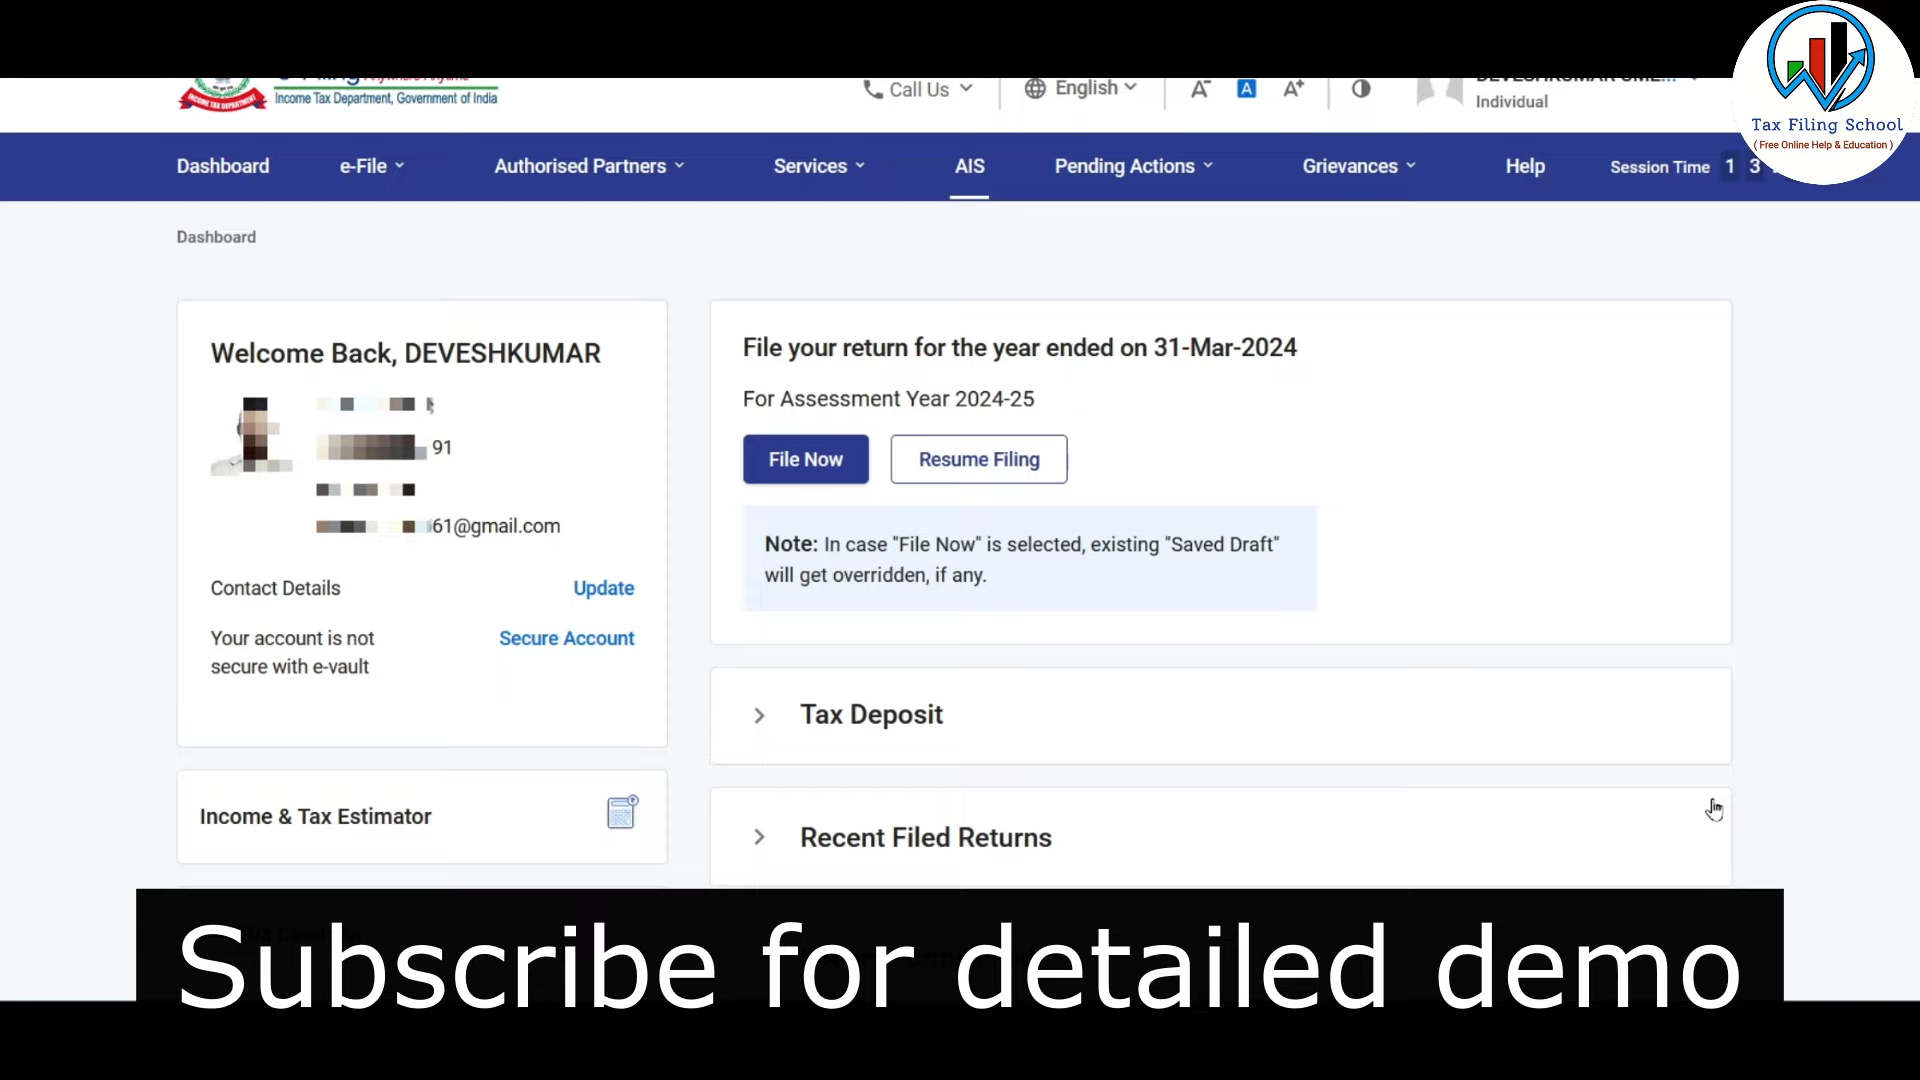 INCOME TAX DEPARTMENT
Income Tax Department, Government of India
Call Us
English
A-
A
A+
Individual
Tax Filing School
( Free Online Help & Education )
Dashboard
e-File
Authorised Partners
Services
AIS
Pending Actions
Grievances
Help
Session Time 1 3
Dashboard
Welcome Back, DEVESHKUMAR
91
61@gmail.com
Contact Details
Update
Your account is not
secure with e-vault
Secure Account
Income & Tax Estimator
File your return for the year ended on 31-Mar-2024
For Assessment Year 2024-25
File Now
Resume Filing
Note: In case "File Now" is selected, existing "Saved Draft"
will get overridden, if any.
Tax Deposit
Recent Filed Returns
Subscribe for detailed demo